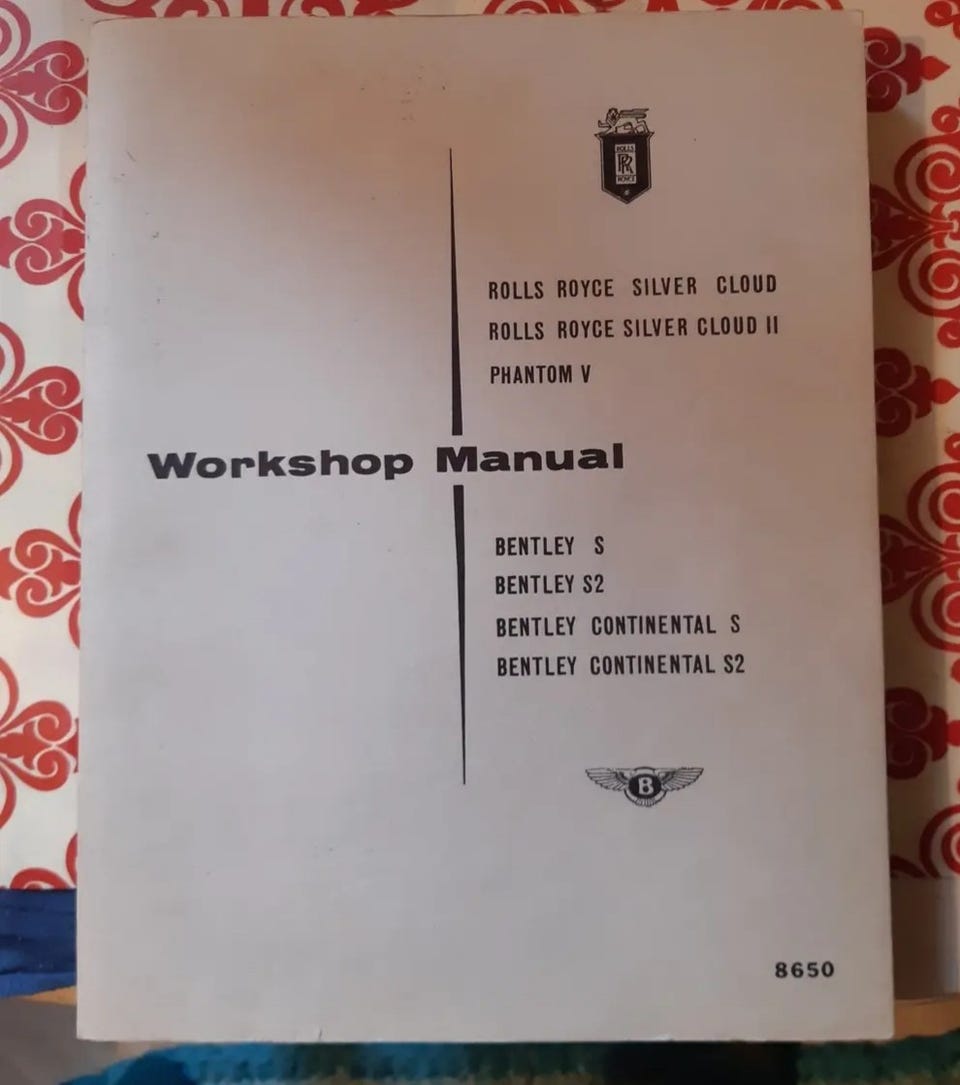 ROLLS
RR
ROYCE
ROLLS ROYCE SILVER CLOUD
ROLLS ROYCE SILVER CLOUD II
PHANTOM V
Workshop Manual
BENTLEY S
BENTLEY S2
BENTLEY CONTINENTAL S
BENTLEY CONTINENTAL S2
B
8650